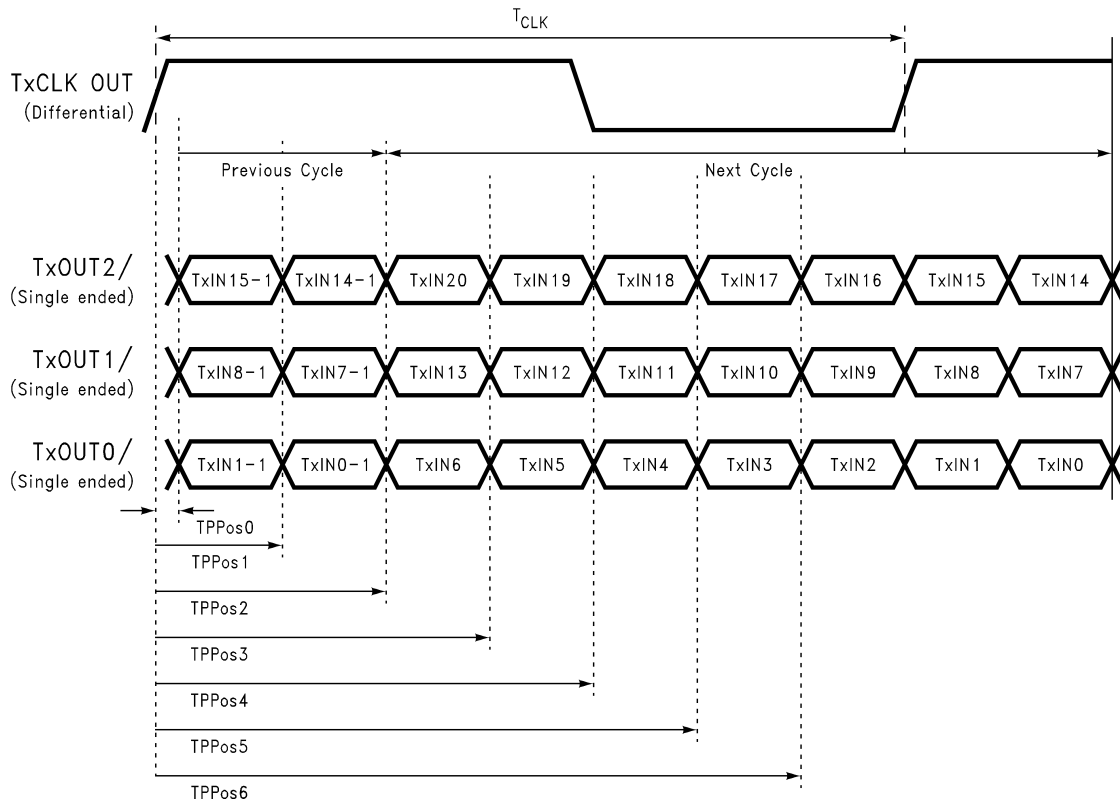 TCLK
TxCLK OUT
(Differential)
Previous Cycle
Next Cycle
TxOUT2/
(Single ended)
TxIN15-1 TxIN14-1 TxIN20 TxIN19 TxIN18 TxIN17 TxIN16 TxIN15 TxIN14
TxOUT1/
(Single ended)
TxIN8-1 TxIN7-1 TxIN13 TxIN12 TxIN11 TxIN10 TxIN9 TxIN8 TxIN7
TxOUT0/
(Single ended)
TxIN1-1 TxIN0-1 TxIN6 TxIN5 TxIN4 TxIN3 TxIN2 TxIN1 TxIN0
TPPos0
TPPos1
TPPos2
TPPos3
TPPos4
TPPos5
TPPos6